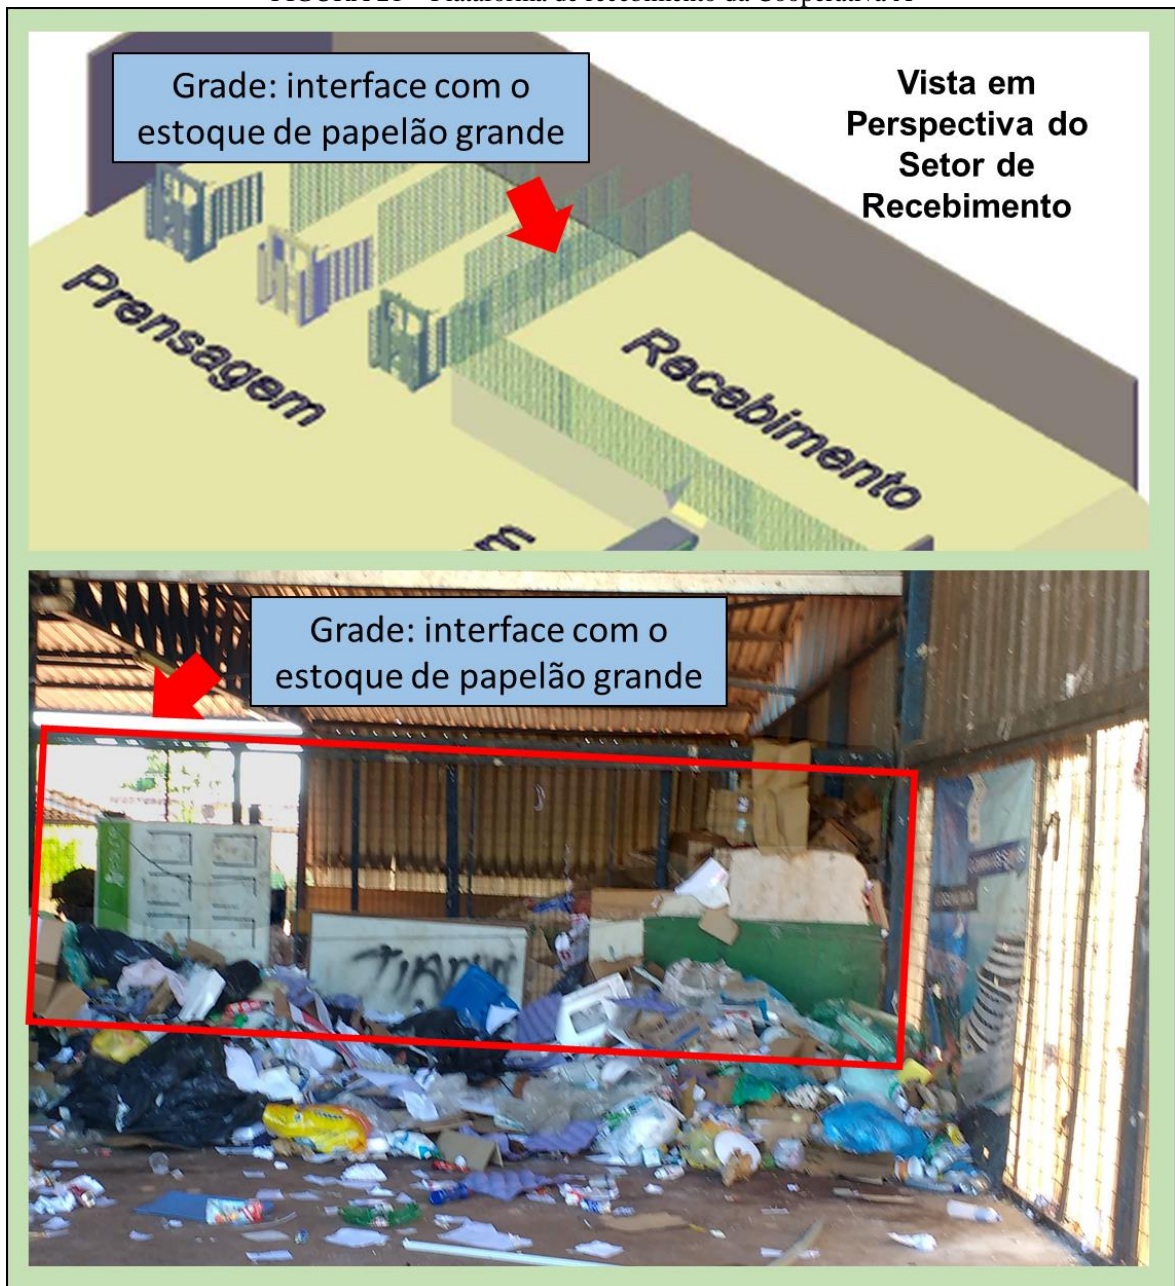 Grade: interface com o
estoque de papelão grande
Vista em
Perspectiva do
Setor de
Recebimento
Prensagem
Recebimento
Grade: interface com o
estoque de papelão grande